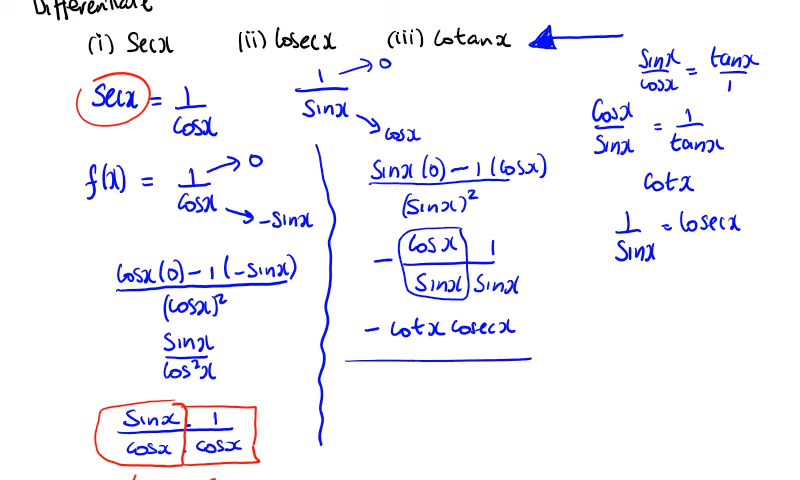 Differentiate
(i) Secx (ii) Cosecx (iii) Cotanx
Secx = 1/cosx
f(x) = 1/cosx → 0
→ -sinx
cosx(0) - 1(-sinx)
(cosx)²
sinx
cos²x
sinx . 1
cosx . cosx
1/sinx → 0
→ cosx
sinx(0) - 1(cosx)
(sinx)²
- cosx 1
sinx sinx
- cotx cosecx
sinx/cosx = tanx/1
cosx/sinx = 1/tanx
cotx
1/sinx = cosecx